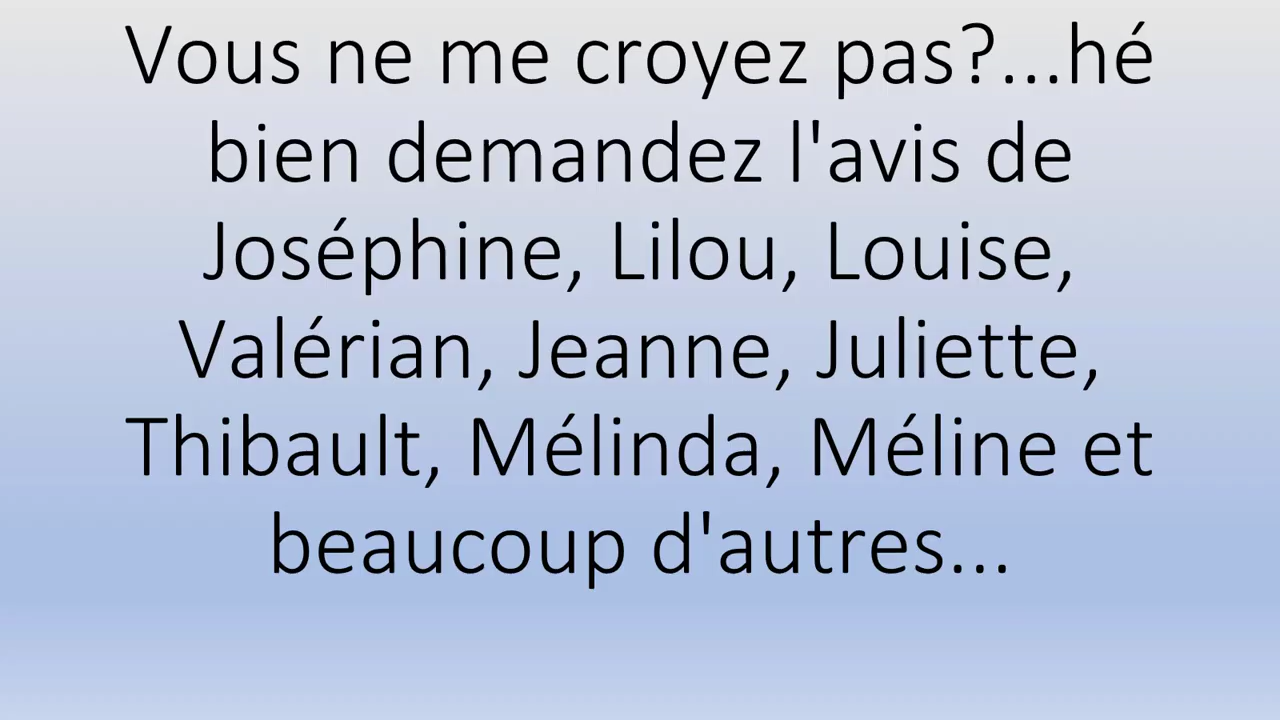 Vous ne me croyez pas?...hé
bien demandez l'avis de
Joséphine, Lilou, Louise,
Valérian, Jeanne, Juliette,
Thibault, Mélinda, Méline et
beaucoup d'autres...